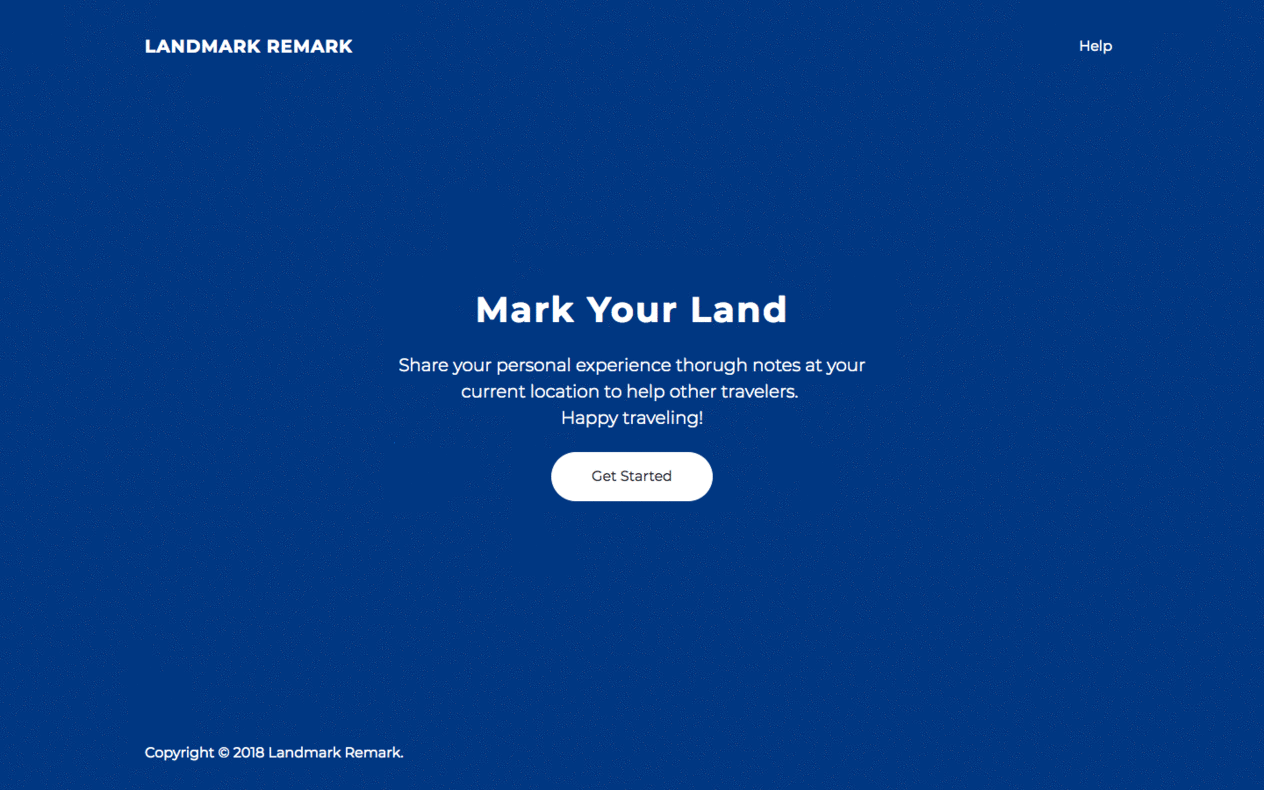 LANDMARK REMARK
Help
Mark Your Land
Share your personal experience thorugh notes at your
current location to help other travelers.
Happy traveling!
Get Started
Copyright © 2018 Landmark Remark.